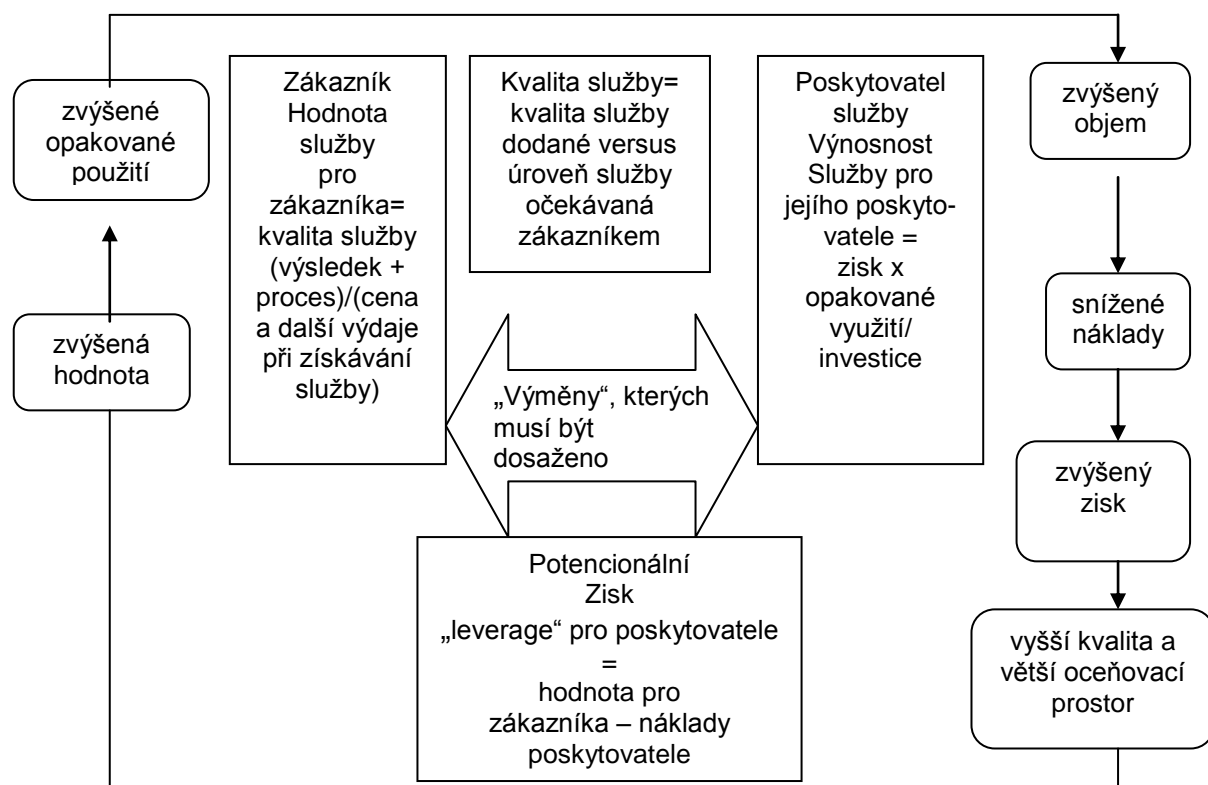 zvýšené
opakované
použití
zvýšená
hodnota
Zákazník
Hodnota
služby
pro
zákazníka=
kvalita služby
(výsledek +
proces)/(cena
a další výdaje
při získávání
služby)
Kvalita služby=
kvalita služby
dodané versus
úroveň služby
očekávaná
zákazníkem
„Výměny“, kterých
musí být
dosaženo
Potencionální
Zisk
„leverage“ pro poskytovatele
=
hodnota pro
zákazníka – náklady
poskytovatele
Poskytovatel
služby
Výnosnost
Služby pro
jejího poskyto-
vatele =
zisk x
opakované
využití/
investice
zvýšený
objem
snížené
náklady
zvýšený
zisk
vyšší kvalita a
větší oceňovací
prostor